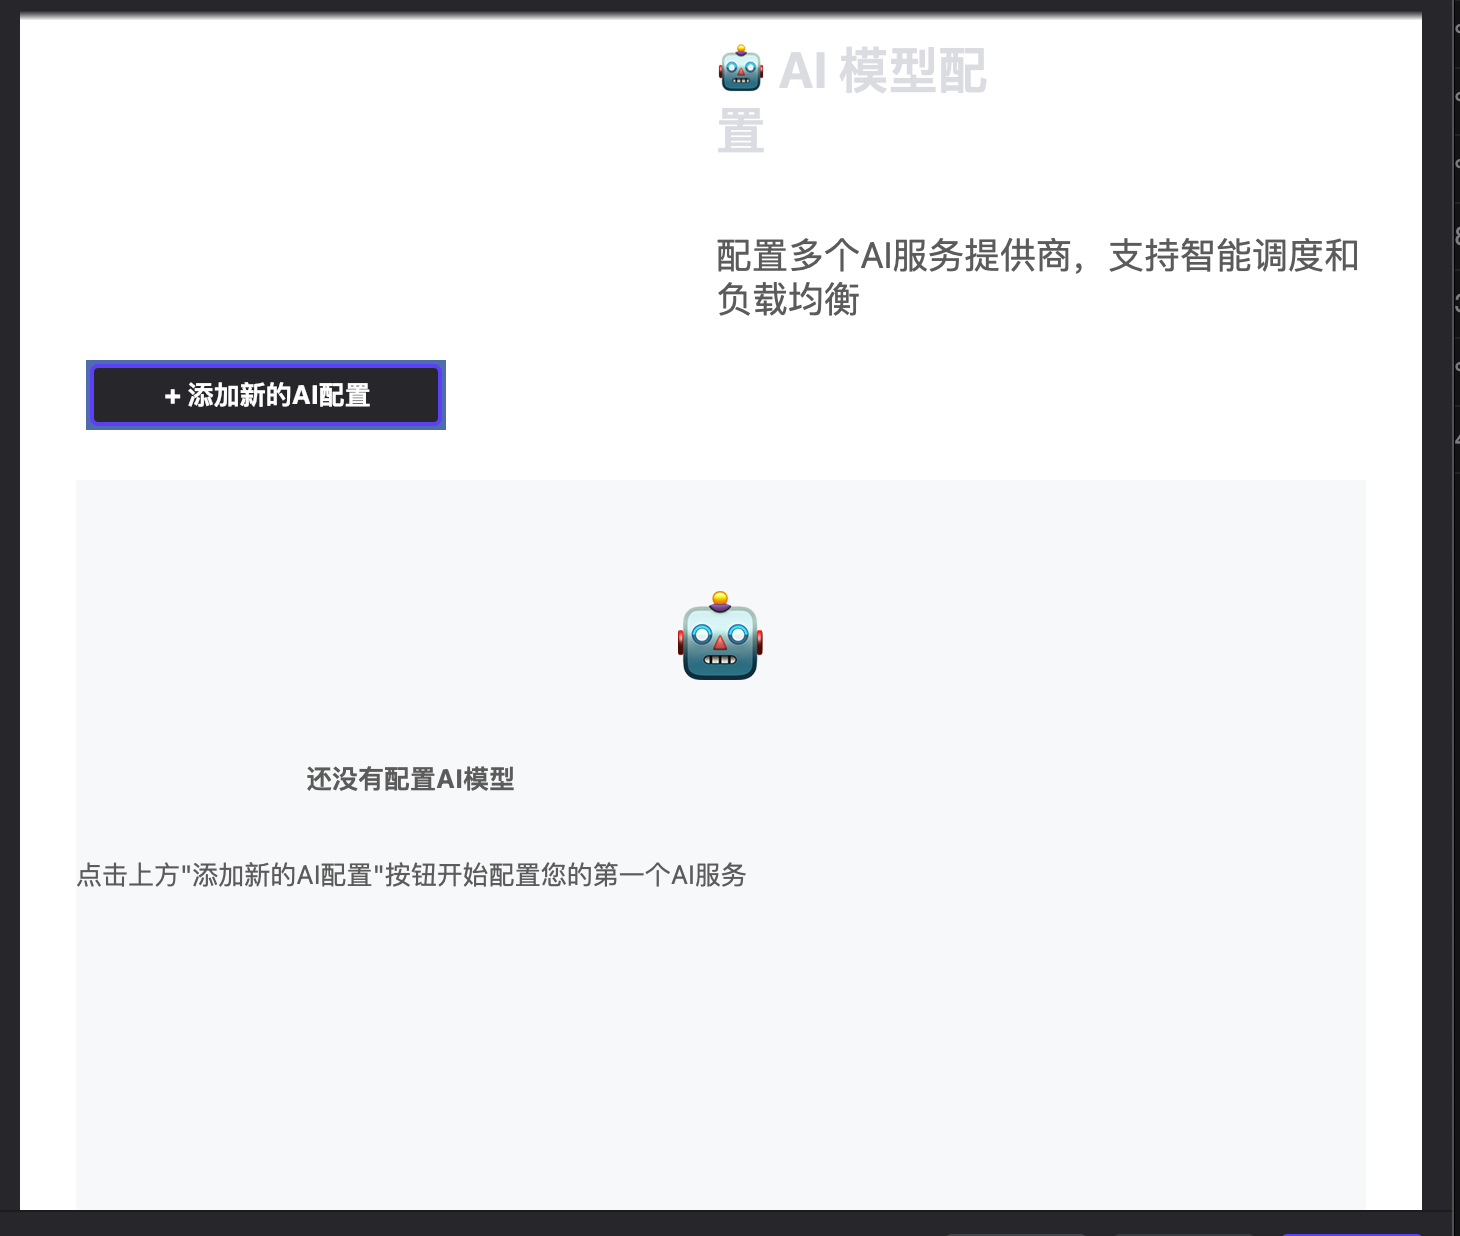 AI 模型配
置
配置多个AI服务提供商，支持智能调度和
负载均衡
+ 添加新的AI配置
还没有配置AI模型
点击上方"添加新的AI配置"按钮开始配置您的第一个AI服务